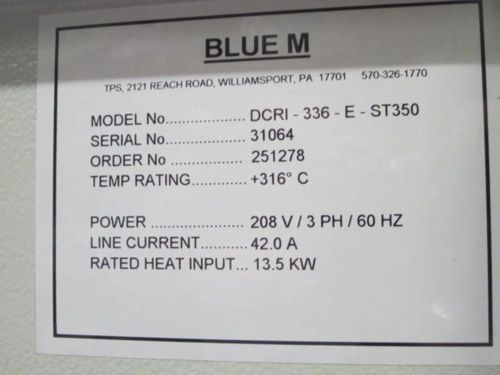 BLUE M
TPS, 2121 REACH ROAD, WILLIAMSPORT, PA 17701 570-326-1770
MODEL No.................. DCRI - 336 - E - ST350
SERIAL No.................. 31064
ORDER No .................. 251278
TEMP RATING........... +316° C
POWER ...................... 208 V / 3 PH / 60 HZ
LINE CURRENT........... 42.0 A
RATED HEAT INPUT... 13.5 KW